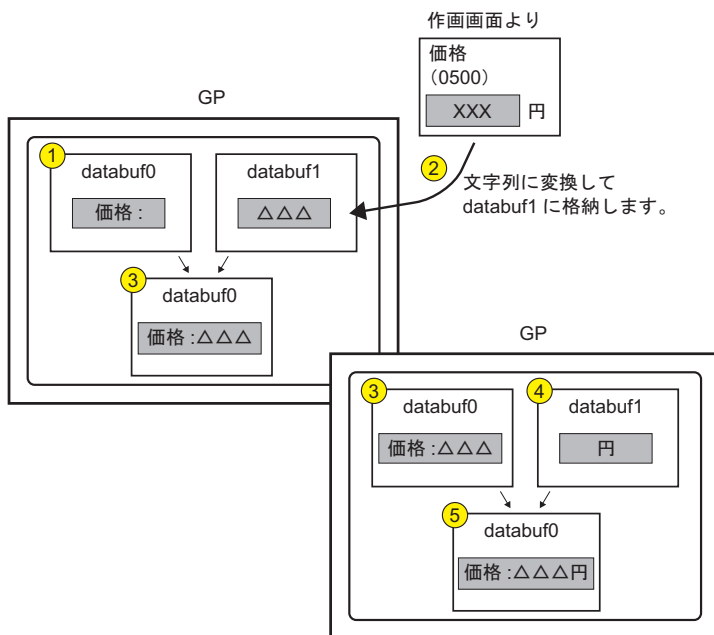 作画画面より
価格
（0500）
XXX 円
GP
①
databuf0
価格 :
databuf1
△△△
②
文字列に変換して
databuf1 に格納します。
③
databuf0
価格 :△△△
GP
③
databuf0
価格 :△△△
④
databuf1
円
⑤
databuf0
価格 :△△△円